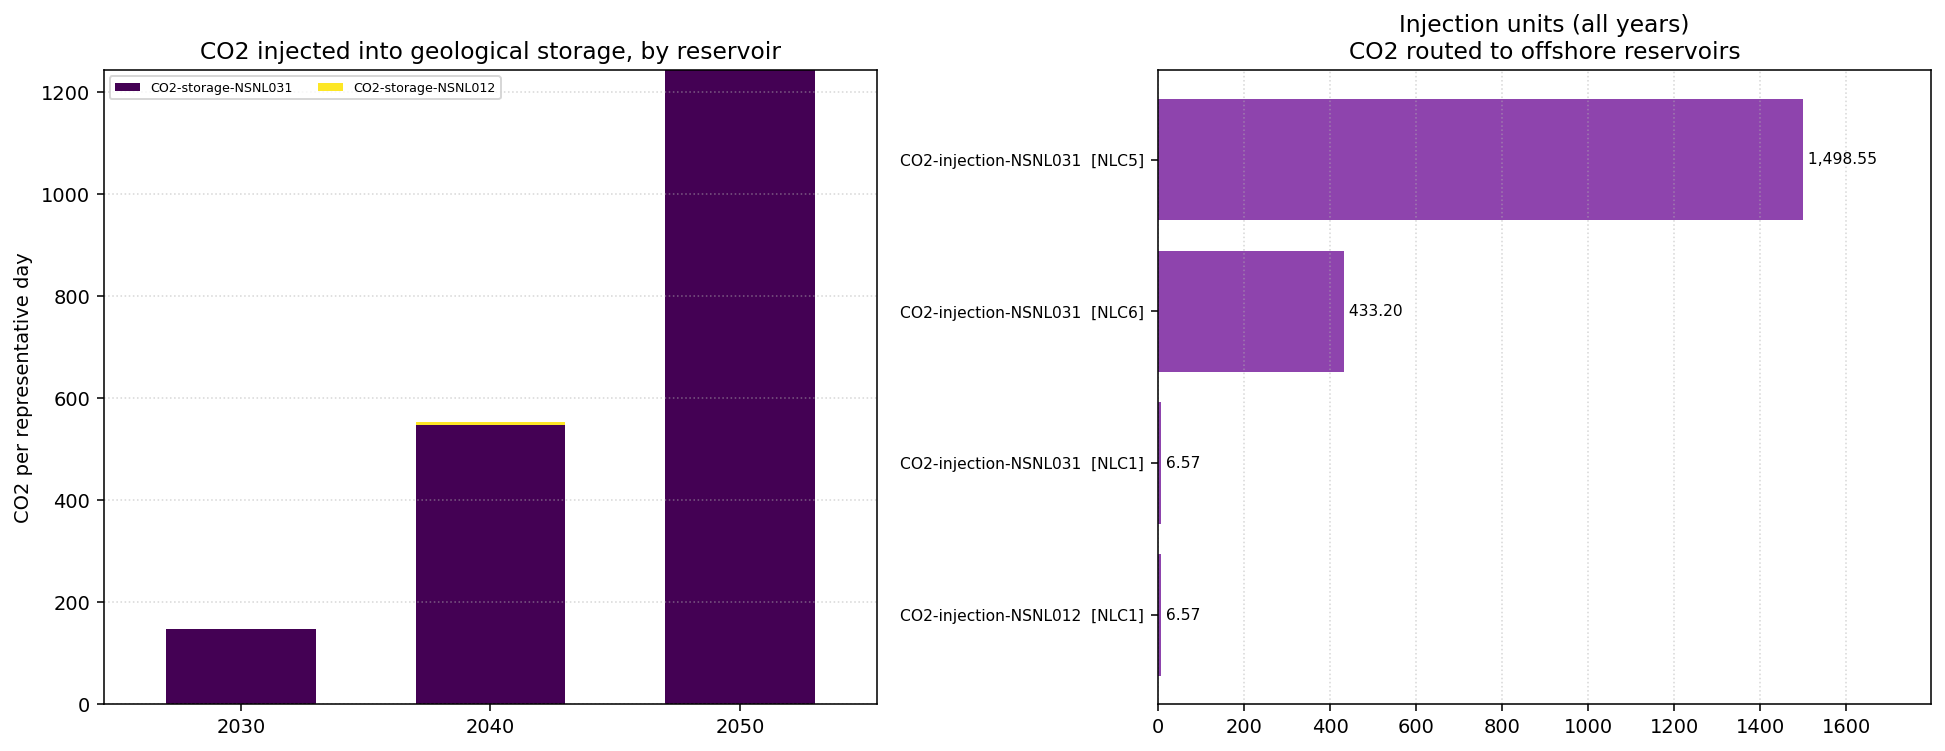 CO2 injected into geological storage, by reservoir
CO2-storage-NSNL031
CO2-storage-NSNL012
CO2 per representative day
1200
1000
800
600
400
200
0
2030
2040
2050
Injection units (all years)
CO2 routed to offshore reservoirs
CO2-injection-NSNL031 [NLC5]
1,498.55
CO2-injection-NSNL031 [NLC6]
433.20
CO2-injection-NSNL031 [NLC1]
6.57
CO2-injection-NSNL012 [NLC1]
6.57
0
200
400
600
800
1000
1200
1400
1600